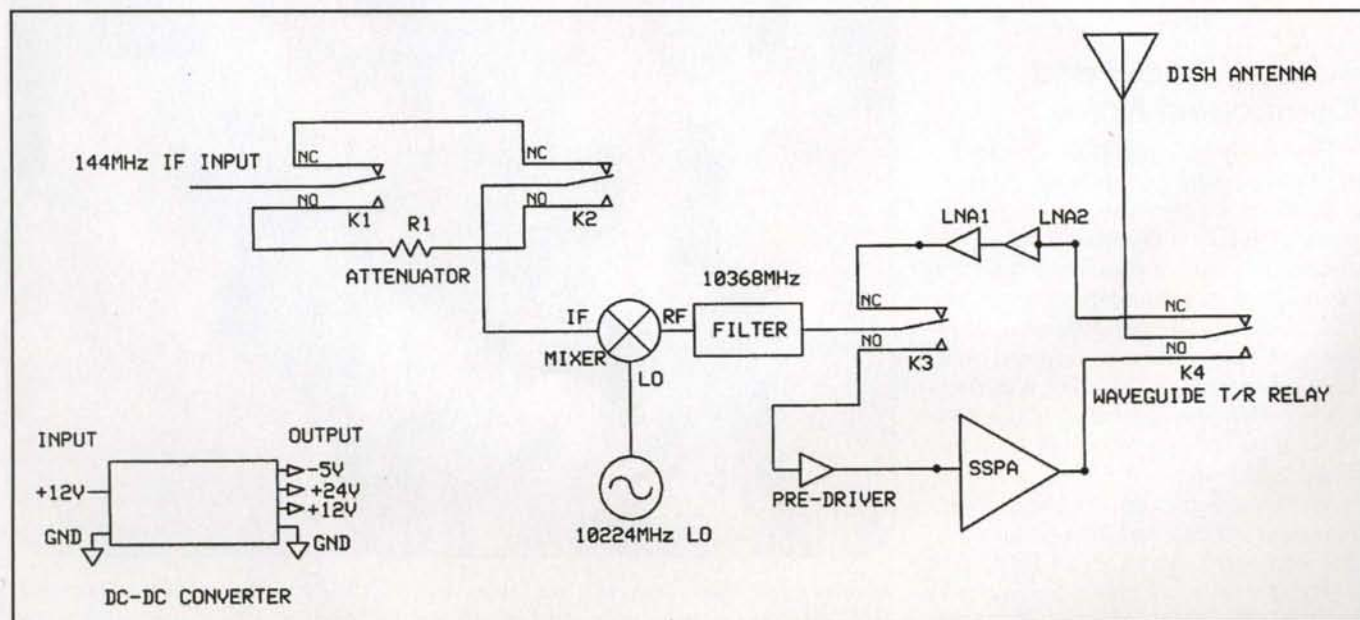 DISH ANTENNA
NC
NC
144MHz IF INPUT
NO
K1
NO
K2
R1
ATTENUATOR
LNA1
LNA2
10368MHz
NC
NC
IF
RF
FILTER
MIXER
LO
NO
K3
NO
K4
WAVEGUIDE T/R RELAY
INPUT
OUTPUT
+12V
-5V
+24V
+12V
GND
GND
10224MHz LO
PRE-DRIVER
SSPA
DC-DC CONVERTER